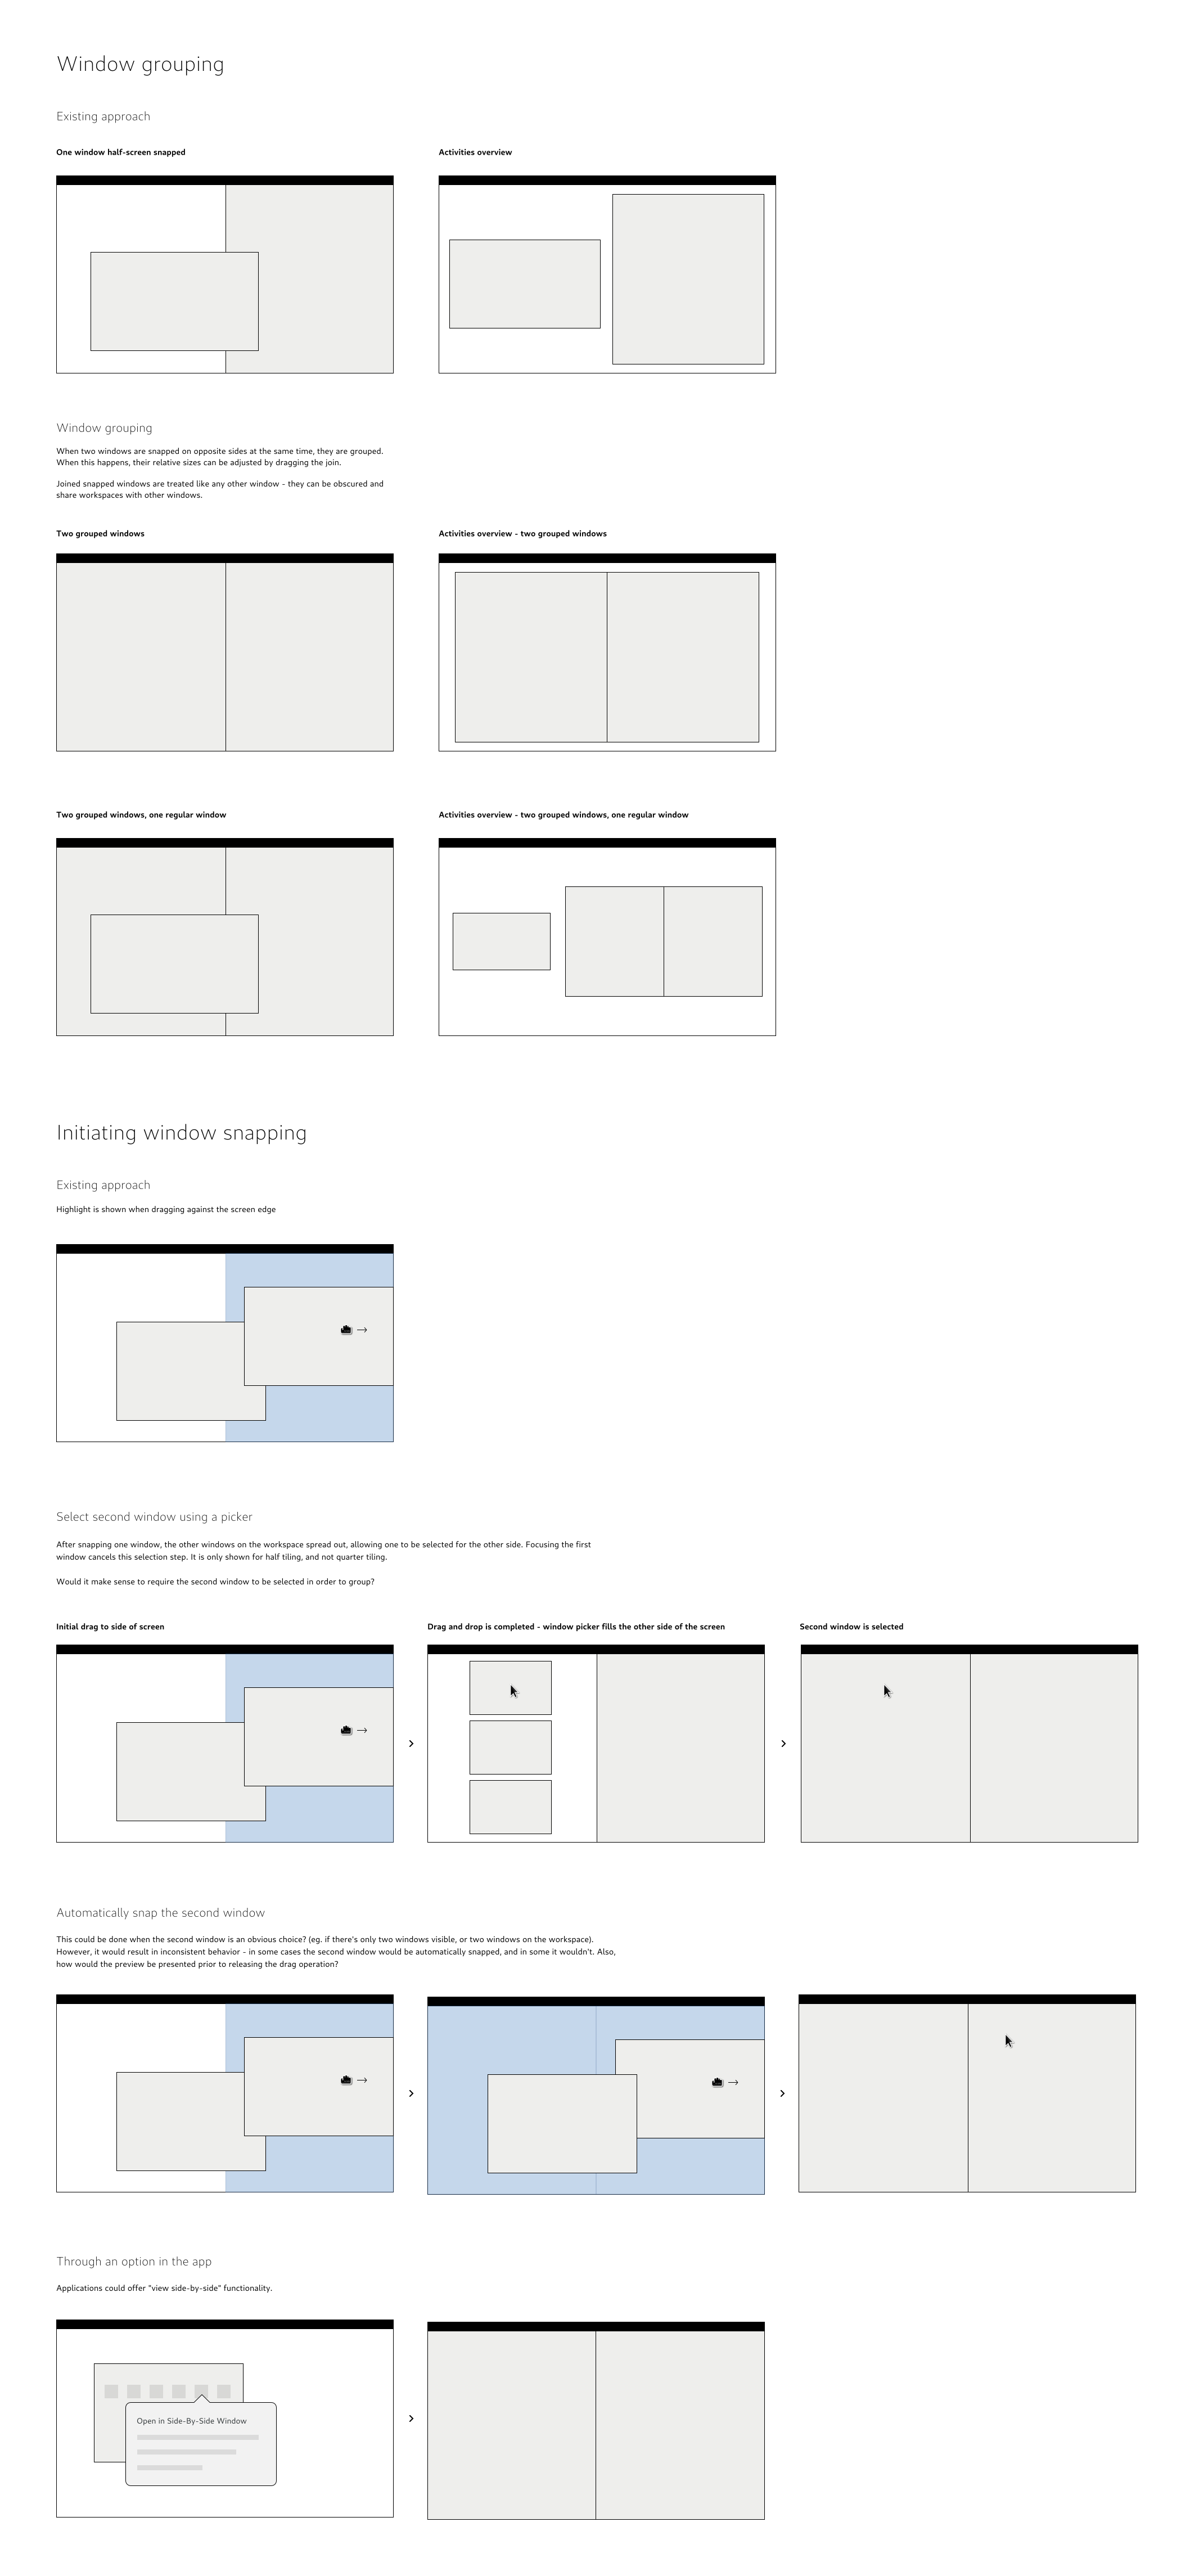 Window grouping
Existing approach
One window half-screen snapped
Activities overview
Window grouping
When two windows are snapped on opposite sides at the same time, they are grouped.
When this happens, their relative sizes can be adjusted by dragging the join.
Joined snapped windows are treated like any other window - they can be obscured and
share workspaces with other windows.
Two grouped windows
Activities overview - two grouped windows
Two grouped windows, one regular window
Activities overview - two grouped windows, one regular window
Initiating window snapping
Existing approach
Highlight is shown when dragging against the screen edge
Select second window using a picker
After snapping one window, the other windows on the workspace spread out, allowing one to be selected for the other side. Focusing the first
window cancels this selection step. It is only shown for half tiling, and not quarter tiling.
Would it make sense to require the second window to be selected in order to group?
Initial drag to side of screen
Drag and drop is completed - window picker fills the other side of the screen
Second window is selected
Automatically snap the second window
This could be done when the second window is an obvious choice? (eg. if there's only two windows visible, or two windows on the workspace).
However, it would result in inconsistent behavior - in some cases the second window would be automatically snapped, and in some it wouldn't. Also,
how would the preview be presented prior to releasing the drag operation?
Through an option in the app
Applications could offer "view side-by-side" functionality.
Open in Side-By-Side Window